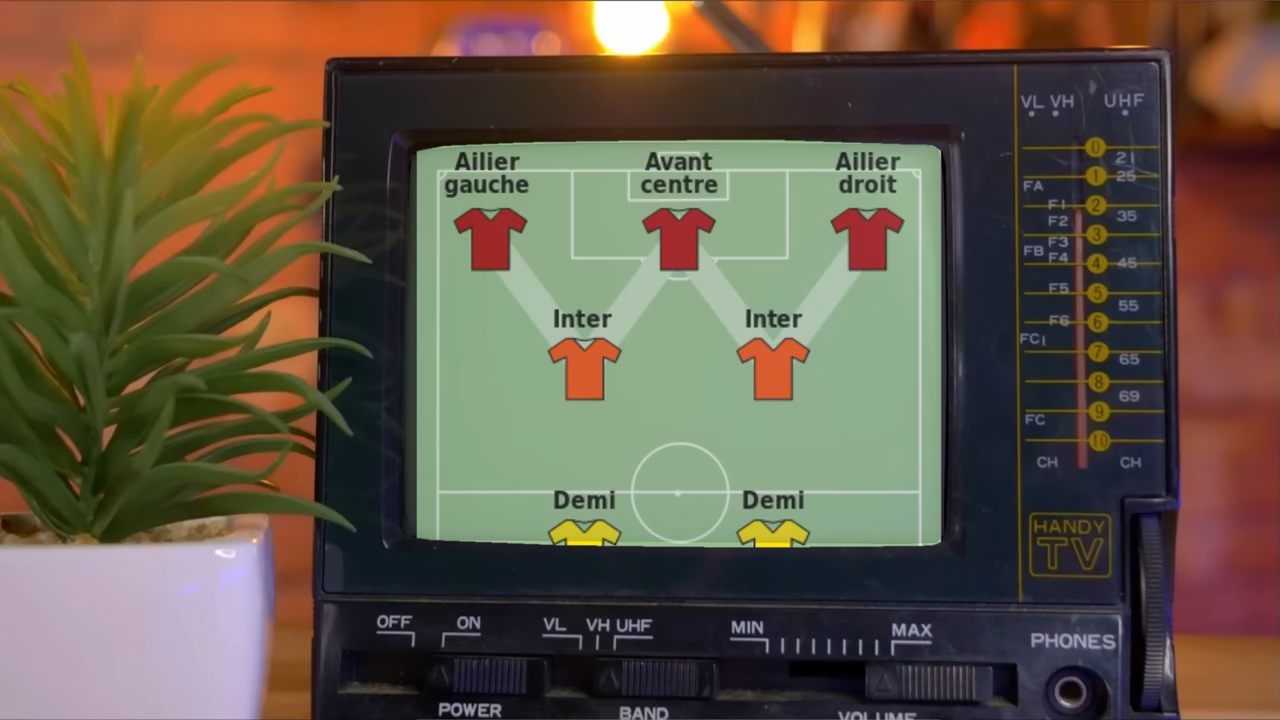 Ailier
gauche
Avant
centre
Ailier
droit
Inter
Inter
Demi
Demi
VL VH UHF
0
1
2
3
4
5
6
7
8
9
10
FA
F1
F2
FB
F3
F4
F5
F6
FC1
FC
CH
21
25
35
45
55
65
69
CH
HANDY
TV
OFF ON
POWER
VL VH UHF
BAND
MIN MAX
VOLUME
PHONES